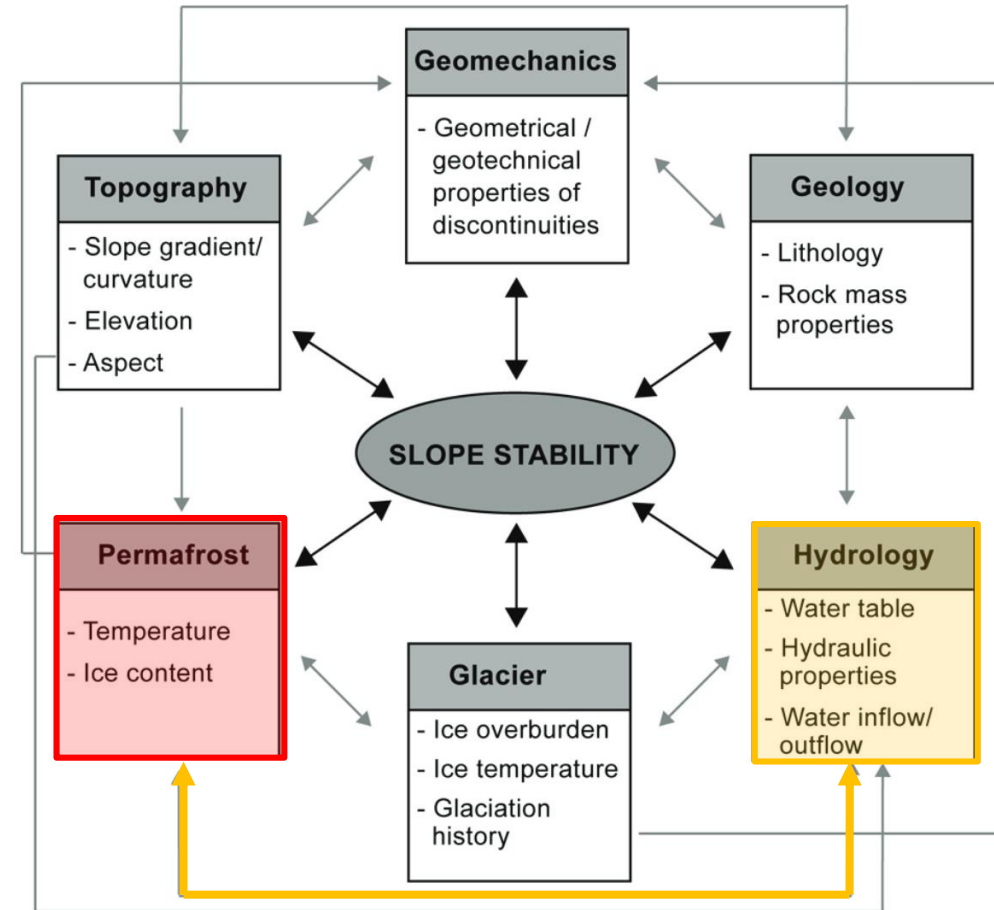 Geomechanics
- Geometrical /
geotechnical
properties of
discontinuities
Topography
- Slope gradient/
curvature
- Elevation
- Aspect
Geology
- Lithology
- Rock mass
properties
SLOPE STABILITY
Permafrost
- Temperature
- Ice content
Glacier
- Ice overburden
- Ice temperature
- Glaciation
history
Hydrology
- Water table
- Hydraulic
properties
- Water inflow/
outflow